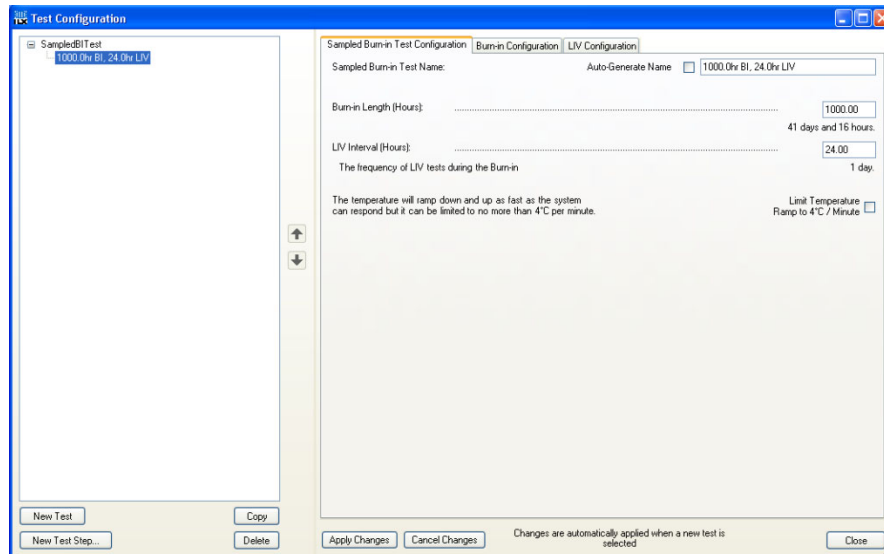 Test Configuration
SampledBITest
1000.0hr BI, 24.0hr LIV
Sampled Burn-in Test Configuration
Burn-in Configuration
LIV Configuration
Sampled Burn-in Test Name:
Auto-Generate Name
1000.0hr BI, 24.0hr LIV
Burn-in Length (Hours):
1000.00
41 days and 16 hours.
LIV Interval (Hours):
24.00
The frequency of LIV tests during the Burn-in
1 day.
The temperature will ramp down and up as fast as the system
can respond but it can be limited to no more than 4°C per minute.
Limit Temperature
Ramp to 4°C / Minute
New Test
Copy
New Test Step...
Delete
Apply Changes
Cancel Changes
Changes are automatically applied when a new test is
selected
Close